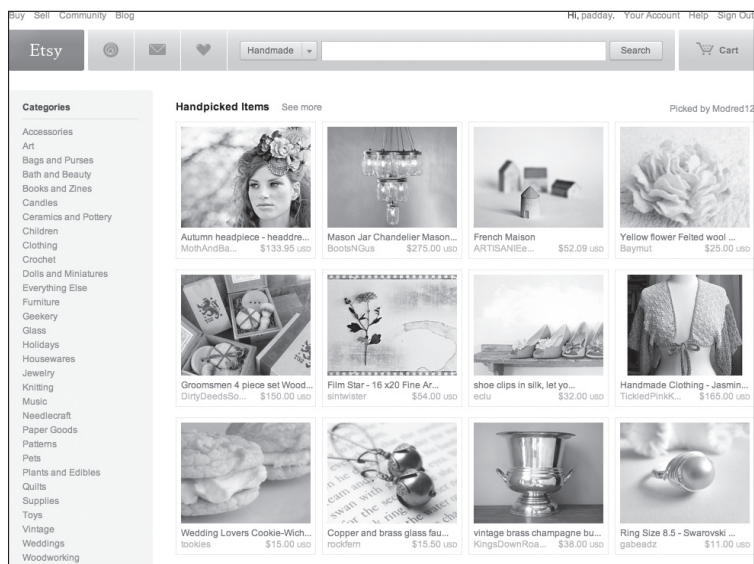 Buy Sell Community Blog
Hi, padday. Your Account Help Sign Out
Etsy
Handmade
Search
Cart
Categories
Accessories
Art
Bags and Purses
Bath and Beauty
Books and Zines
Candles
Ceramics and Pottery
Children
Clothing
Crochet
Dolls and Miniatures
Everything Else
Furniture
Geekery
Glass
Holidays
Housewares
Jewelry
Knitting
Music
Needlecraft
Paper Goods
Patterns
Pets
Plants and Edibles
Quilts
Supplies
Toys
Vintage
Weddings
Woodworking
Handpicked Items See more
Picked by Modred12
Autumn headpiece - headdre...
MothAndBa... $133.95 USD
Mason Jar Chandelier Mason...
BootsNGus $275.00 USD
French Maison
ARTISANIEe... $52.09 USD
Yellow flower Felted wool ...
Baymut $25.00 USD
Groomsmen 4 piece set Wood...
DirtyDeedsSo... $150.00 USD
Film Star - 16 x20 Fine Ar...
sintwister $54.00 USD
shoe clips in silk, let yo...
eclu $32.00 USD
Handmade Clothing - Jasmin...
TickledPinkK... $165.00 USD
Wedding Lovers Cookie-Wich...
tookies $15.00 USD
Copper and brass glass fau...
rockfern $15.50 USD
vintage brass champagne bu...
KingsDownRoa... $38.00 USD
Ring Size 8.5 - Swarovski ...
gabeadz $11.00 USD